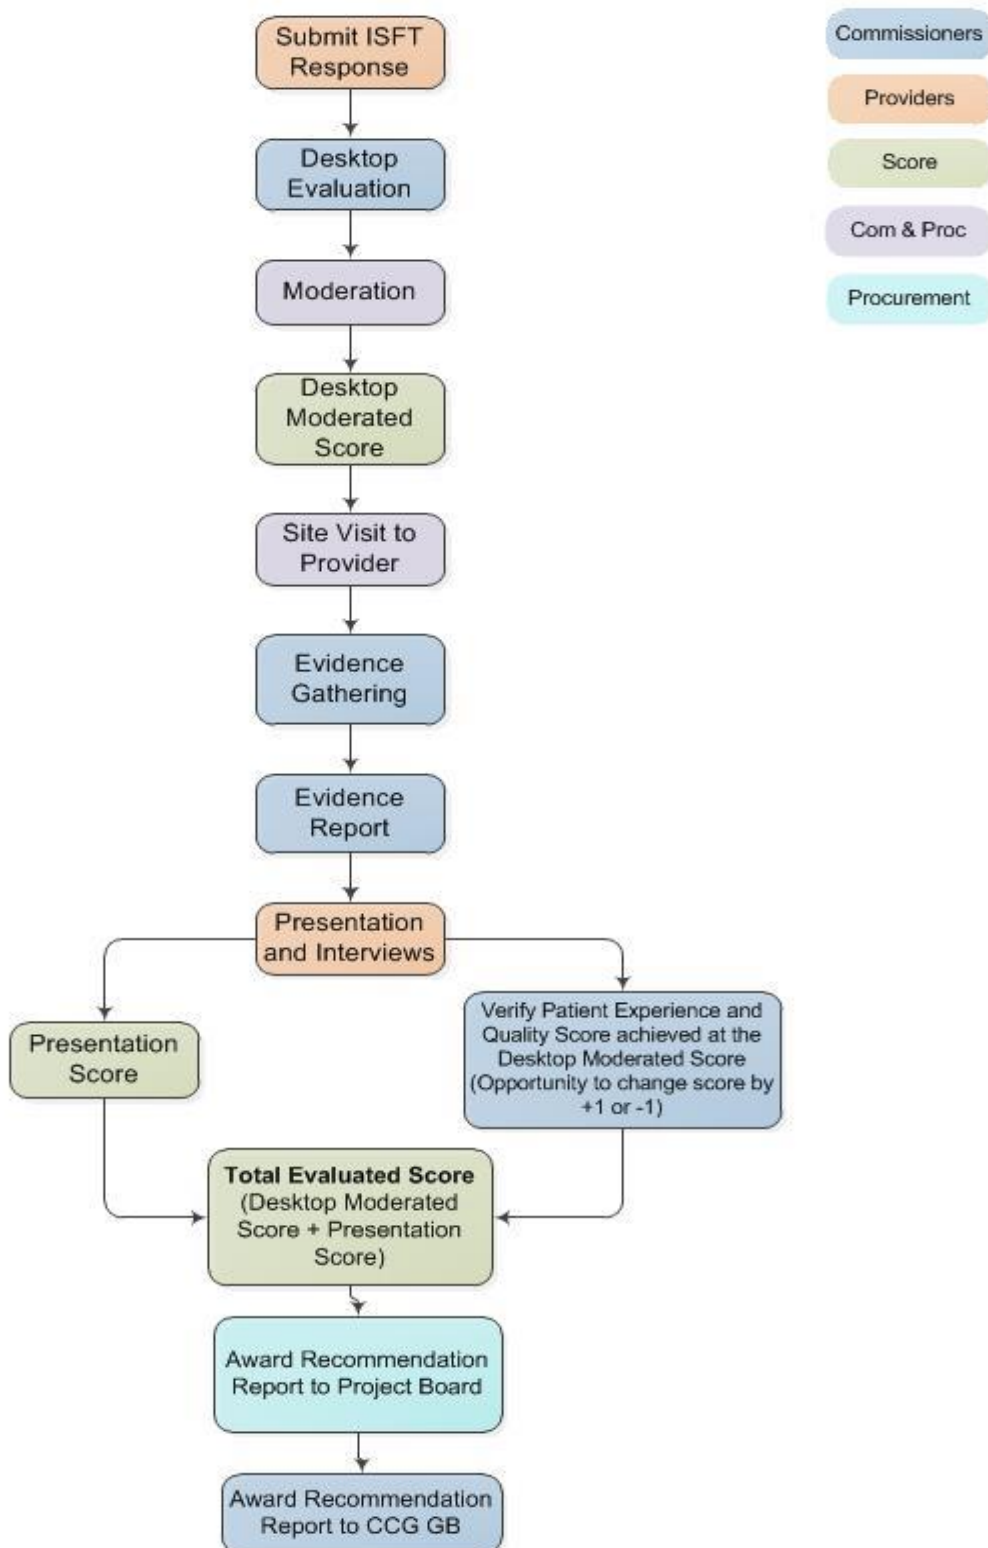 Submit ISFT
Response
Desktop
Evaluation
Moderation
Desktop
Moderated
Score
Site Visit to
Provider
Evidence
Gathering
Evidence
Report
Presentation
and Interviews
Presentation
Score
Verify Patient Experience and
Quality Score achieved at the
Desktop Moderated Score
(Opportunity to change score by
+1 or -1)
Total Evaluated Score
(Desktop Moderated
Score + Presentation
Score)
Award Recommendation
Report to Project Board
Award Recommendation
Report to CCG GB
Commissioners
Providers
Score
Com & Proc
Procurement